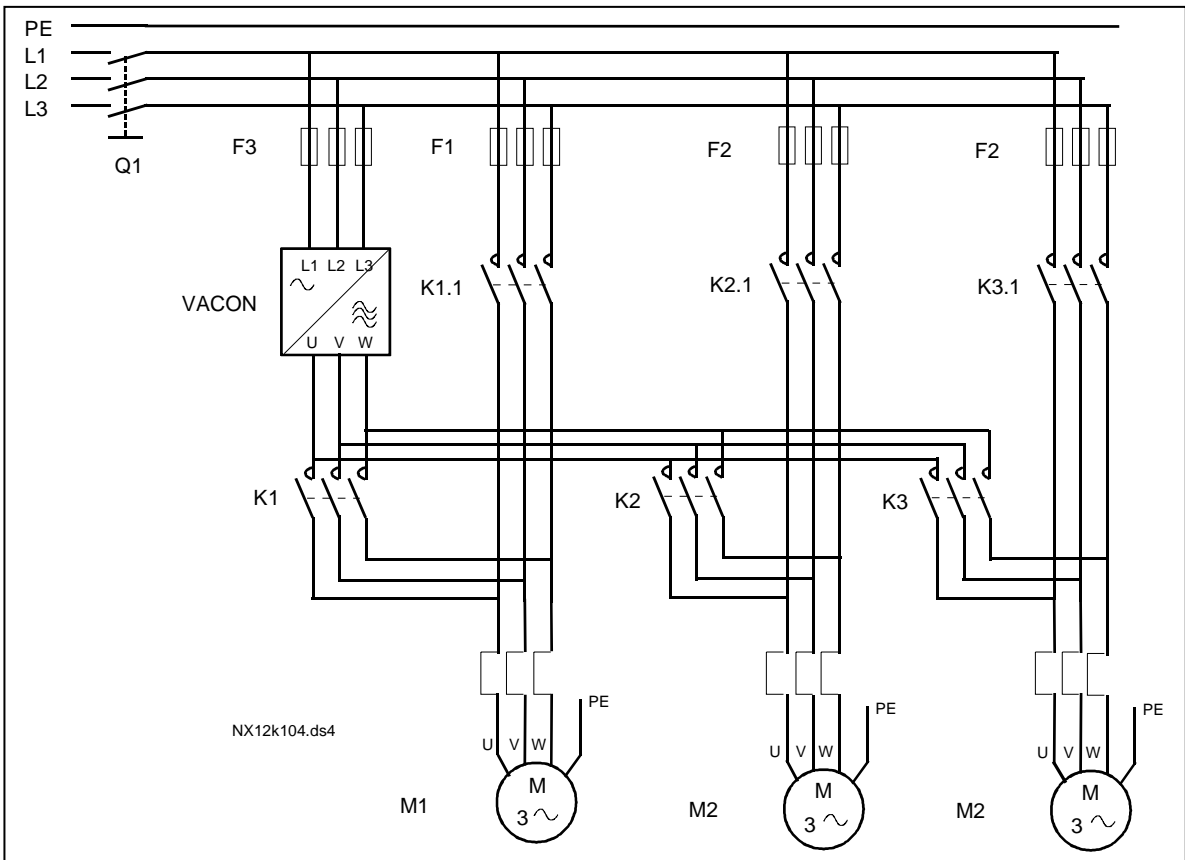 PE
L1
L2
L3
Q1
F3
F1
F2
F2
L1 L2 L3
VACON
U V W
K1.1
K2.1
K3.1
K1
K2
K3
NX12k104.ds4
PE
PE
PE
U V W
U V W
U V W
M
3
M
3
M
3
M1
M2
M2